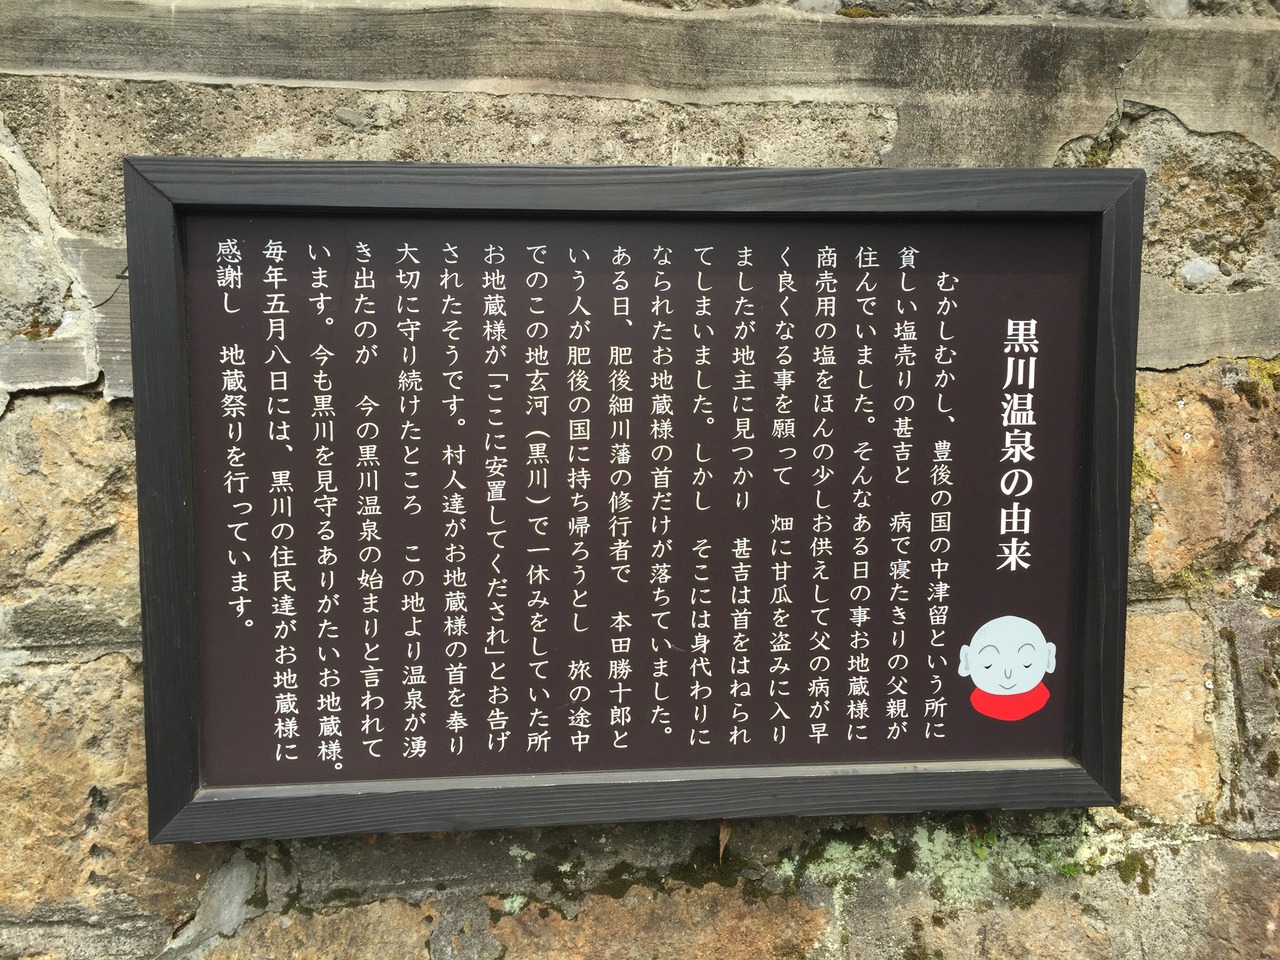 黒川温泉の由来
むかしむかし、豊後の国の中津留という所に
貧しい塩売りの甚吉と　病で寝たきりの父親が
住んでいました。そんなある日の事お地蔵様に
商売用の塩をほんの少しお供えして父の病が早
く良くなる事を願って　畑に甘瓜を盗みに入り
ましたが地主に見つかり　甚吉は首をはねられ
てしまいました。しかし　そこには身代わりに
なられたお地蔵様の首だけが落ちていました。
ある日、肥後細川藩の修行者で　本田勝十郎と
いう人が肥後の国に持ち帰ろうとし　旅の途中
でのこの地玄河（黒川）で一休みをしていた所
お地蔵様が「ここに安置してくだされ」とお告げ
されたそうです。村人達がお地蔵様の首を奉り
大切に守り続けたところ　この地より温泉が湧
き出たのが　今の黒川温泉の始まりと言われて
います。今も黒川を見守るありがたいお地蔵様。
毎年五月八日には、黒川の住民達がお地蔵様に
感謝し　地蔵祭りを行っています。